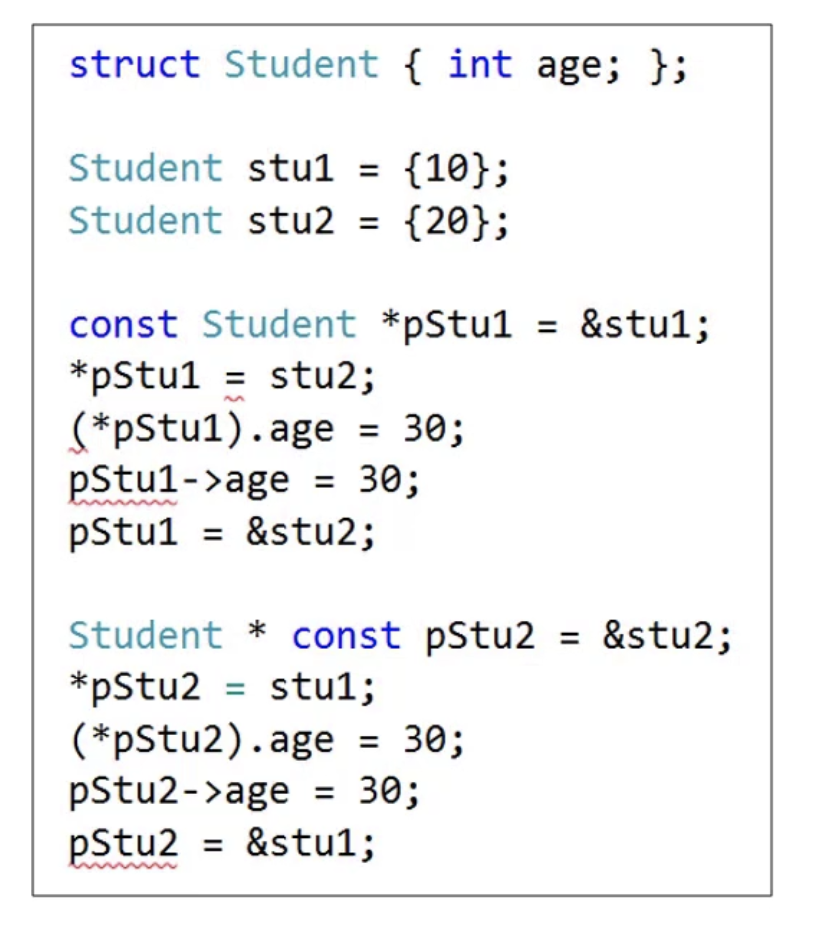 struct Student { int age; };
Student stu1 = {10};
Student stu2 = {20};
const Student *pStu1 = &stu1;
*pStu1 = stu2;
(*pStu1).age = 30;
pStu1->age = 30;
pStu1 = &stu2;
Student * const pStu2 = &stu2;
*pStu2 = stu1;
(*pStu2).age = 30;
pStu2->age = 30;
pStu2 = &stu1;